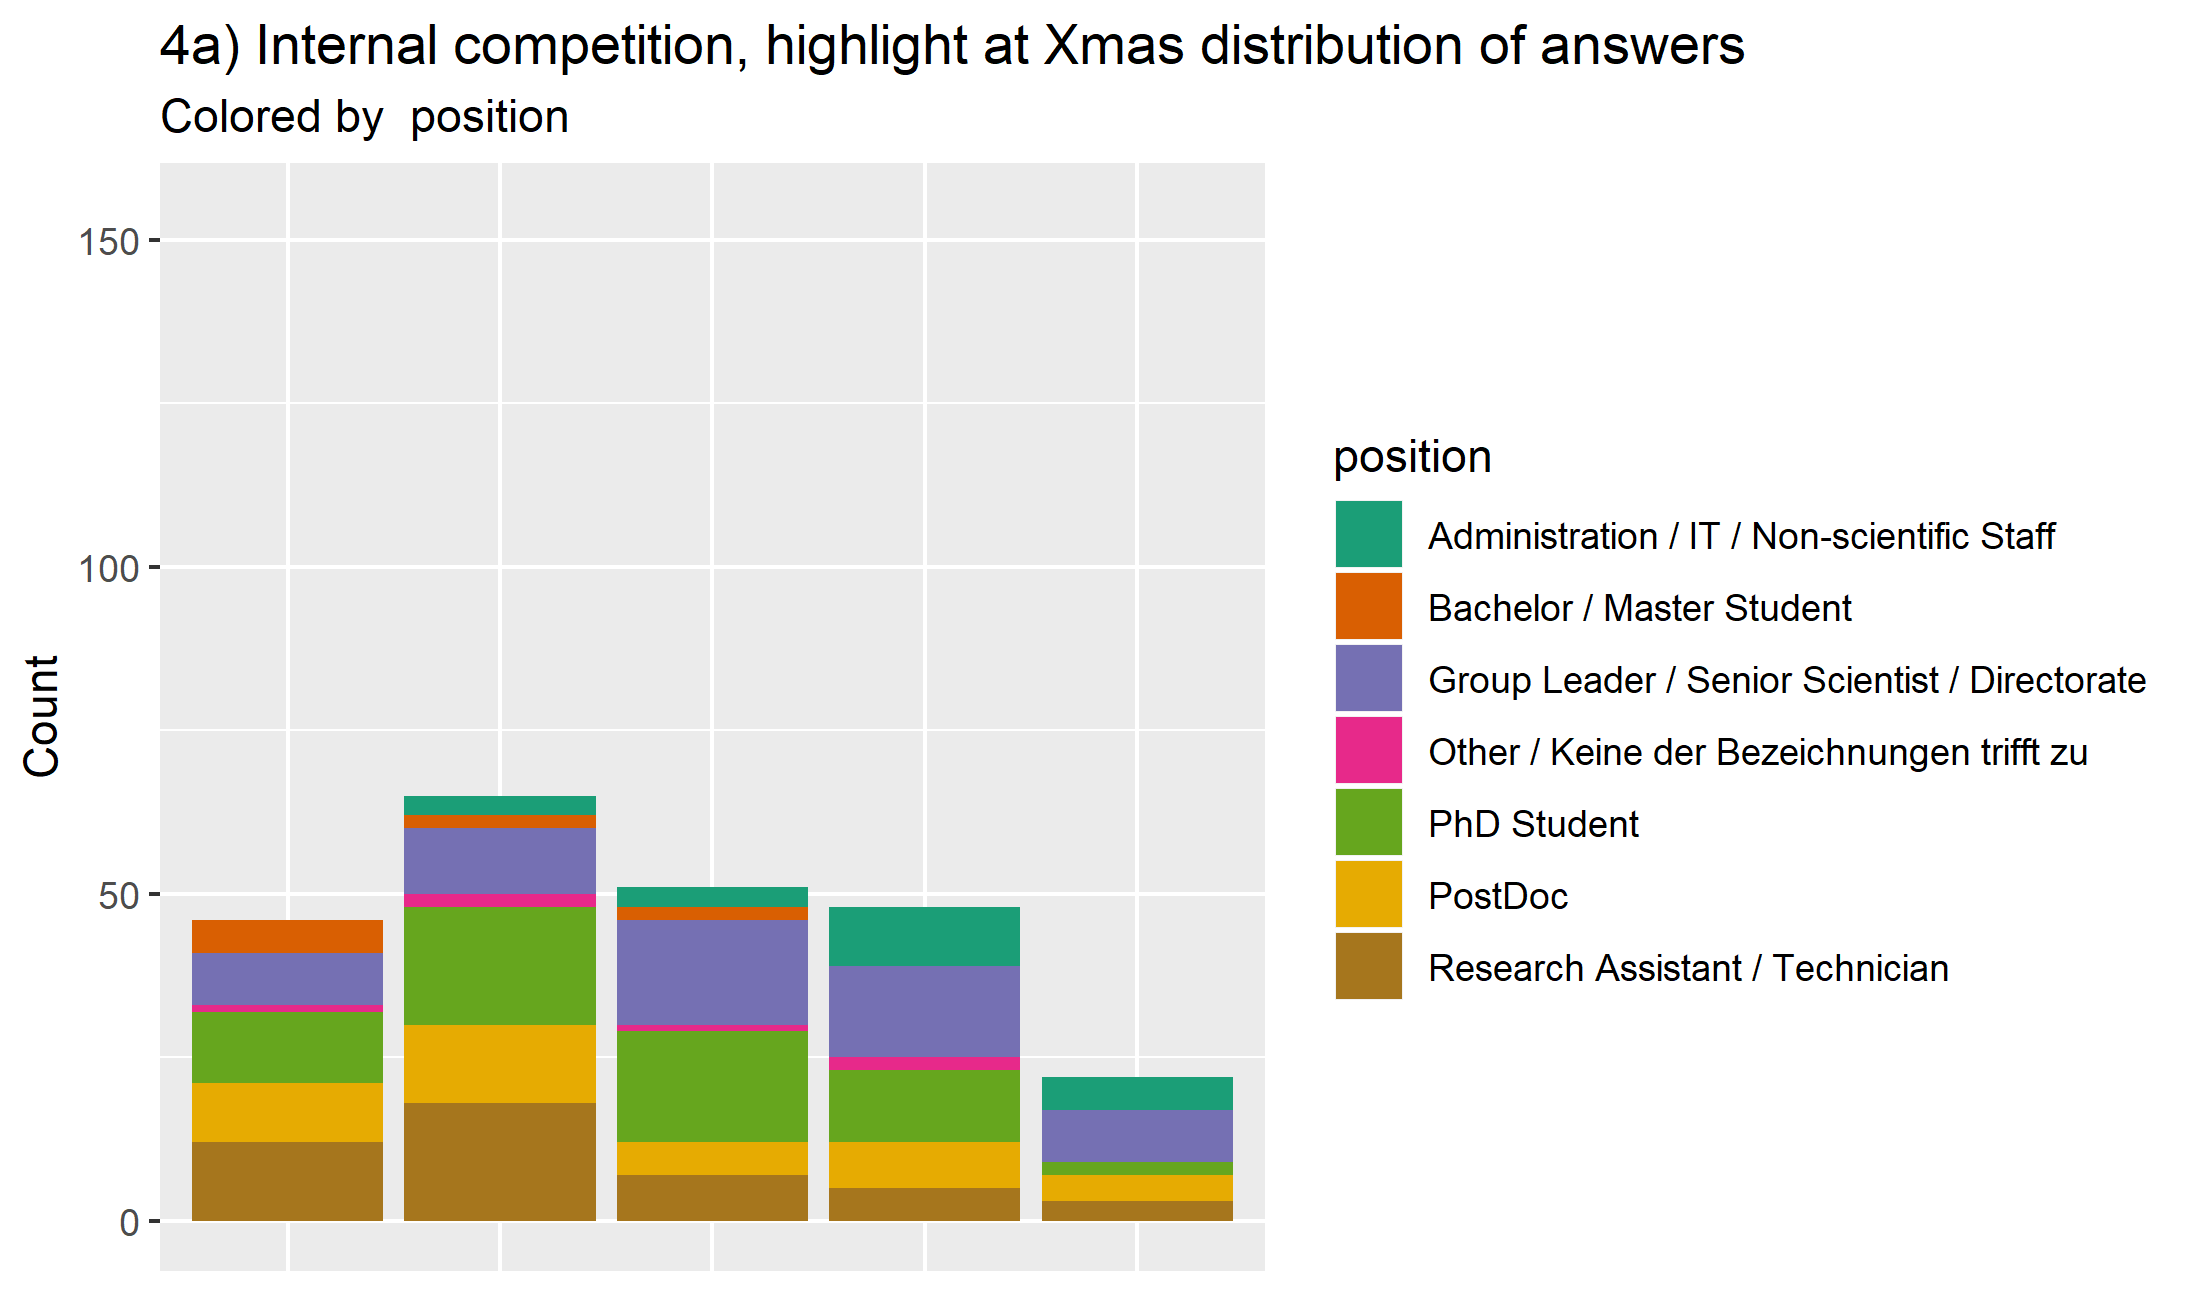 4a) Internal competition, highlight at Xmas distribution of answers
Colored by  position
150
100
50
0
Count
position
Administration / IT / Non-scientific Staff
Bachelor / Master Student
Group Leader / Senior Scientist / Directorate
Other / Keine der Bezeichnungen trifft zu
PhD Student
PostDoc
Research Assistant / Technician